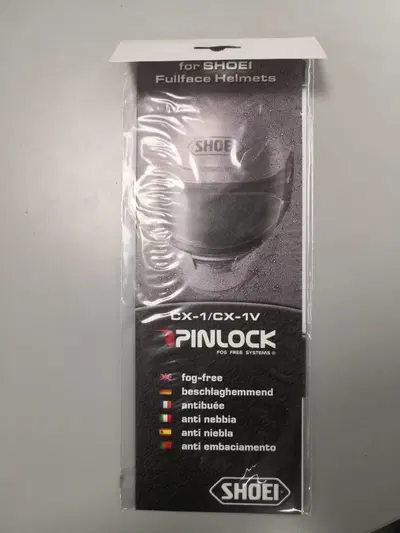 for SHOEI
Fullface Helmets
SHOEI
CX-1/CX-1V
PINLOCK
FOG FREE SYSTEMS®
fog-free
beschlaghemmend
antibuée
anti nebbia
anti niebla
anti embaciamento
SHOEI